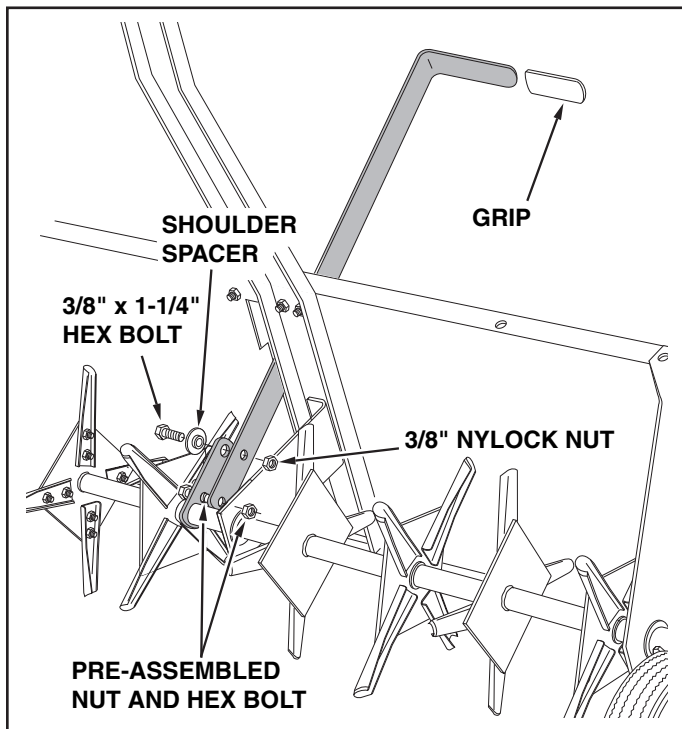 GRIP
SHOULDER
SPACER
3/8" x 1-1/4"
HEX BOLT
3/8" NYLOCK NUT
PRE-ASSEMBLED
NUT AND HEX BOLT